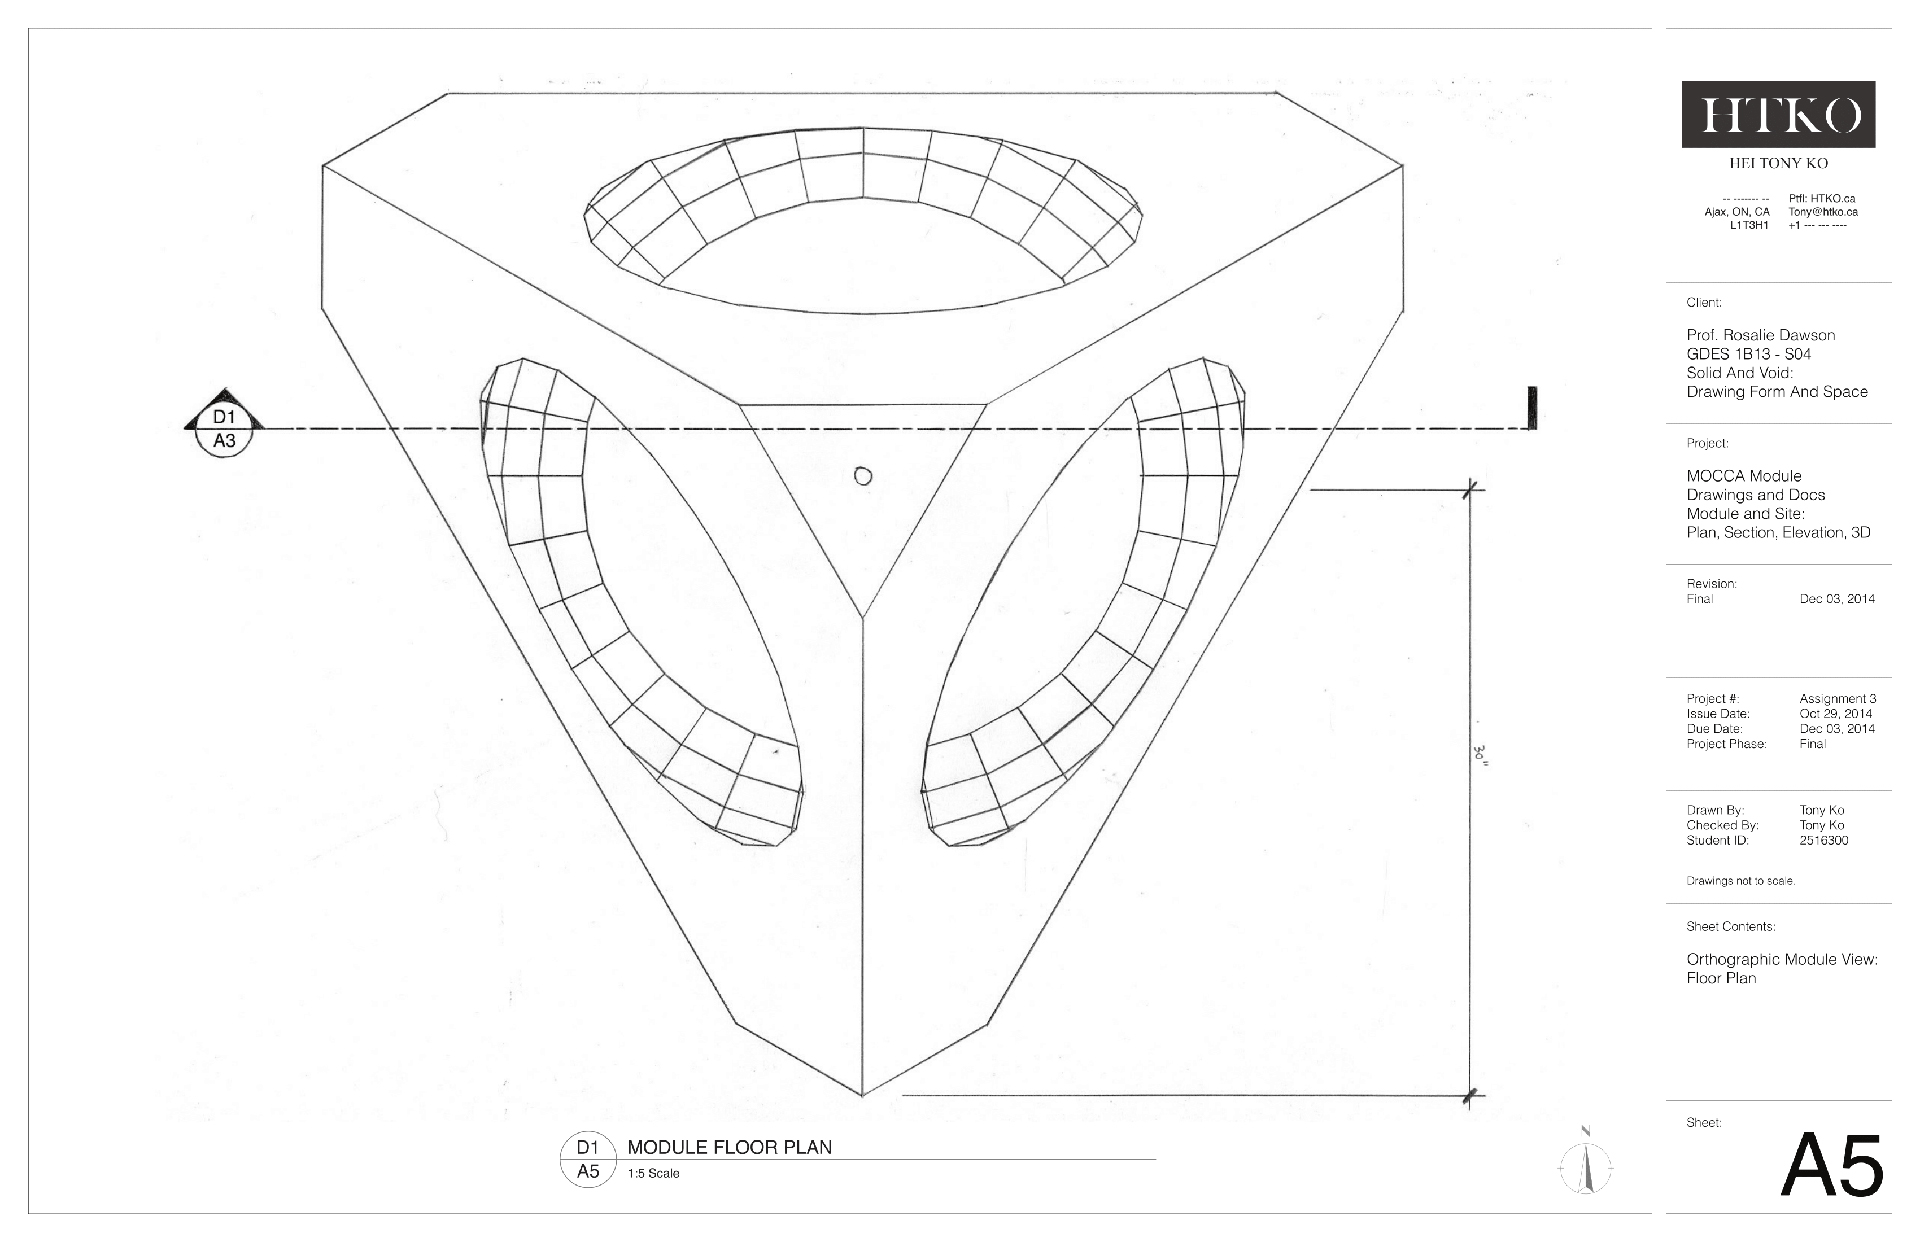 D1
A3
30"
D1
A5
MODULE FLOOR PLAN
1:5 Scale
N
HTKO
HEI TONY KO
-- ------- -- Ptfl: HTKO.ca
Ajax, ON, CA Tony@htko.ca
L1T3H1 +1 --- --- ----
Client:
Prof. Rosalie Dawson
GDES 1B13 - S04
Solid And Void:
Drawing Form And Space
Project:
MOCCA Module
Drawings and Docs
Module and Site:
Plan, Section, Elevation, 3D
Revision:
Final Dec 03, 2014
Project #: Assignment 3
Issue Date: Oct 29, 2014
Due Date: Dec 03, 2014
Project Phase: Final
Drawn By: Tony Ko
Checked By: Tony Ko
Student ID: 2516300
Drawings not to scale.
Sheet Contents:
Orthographic Module View:
Floor Plan
Sheet:
A5